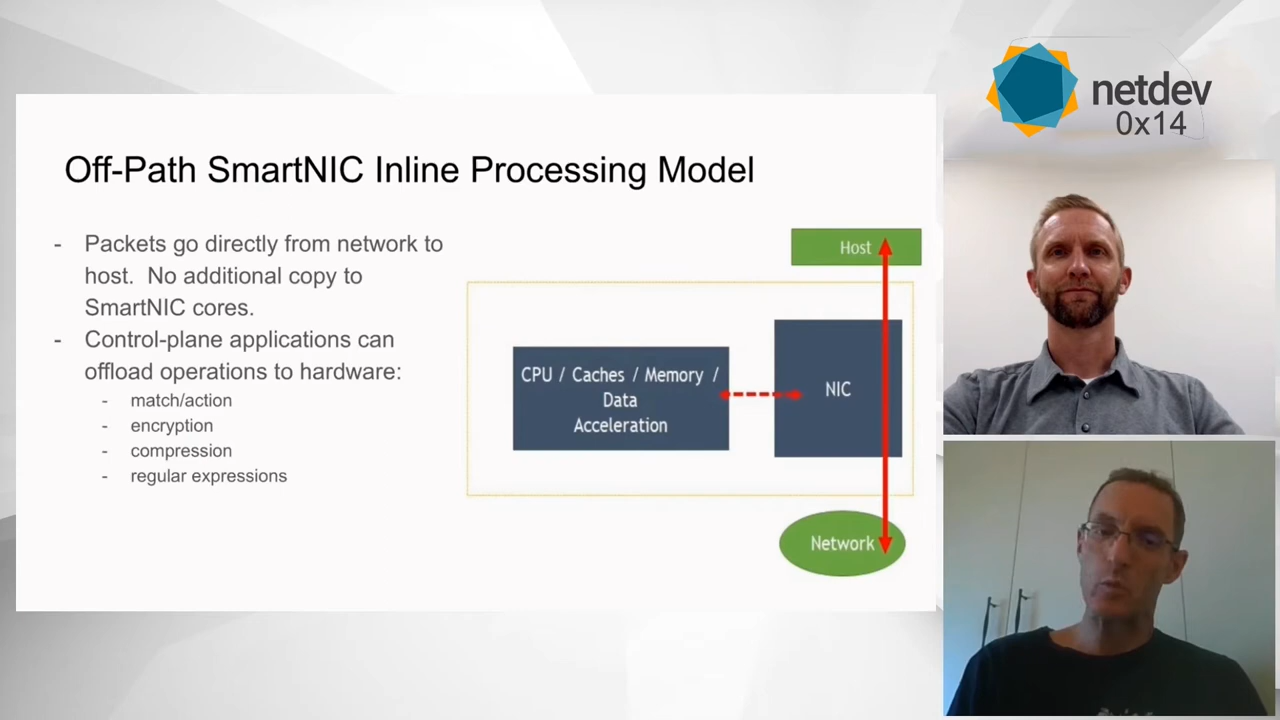 netdev
0x14
Off-Path SmartNIC Inline Processing Model
- Packets go directly from network to
host. No additional copy to
SmartNIC cores.
- Control-plane applications can
offload operations to hardware:
- match/action
- encryption
- compression
- regular expressions
Host
CPU / Caches / Memory /
Data
Acceleration
NIC
Network